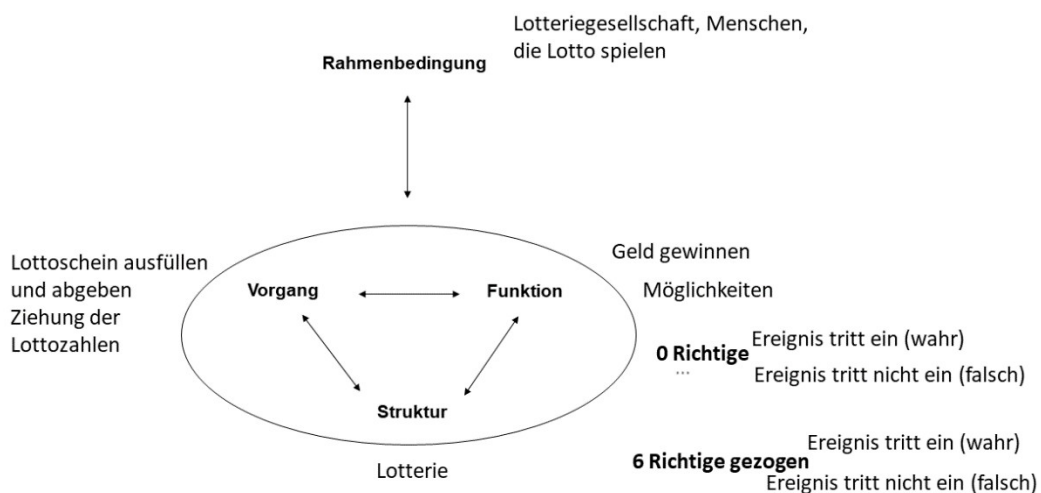 Lotteriegesellschaft, Menschen,
die Lotto spielen
Rahmenbedingung
Lottoschein ausfüllen
und abgeben
Ziehung der
Lottozahlen
Vorgang
Funktion
Struktur
Lotterie
Geld gewinnen
Möglichkeiten
0 Richtige
...
Ereignis tritt ein (wahr)
Ereignis tritt nicht ein (falsch)
6 Richtige gezogen
Ereignis tritt ein (wahr)
Ereignis tritt nicht ein (falsch)